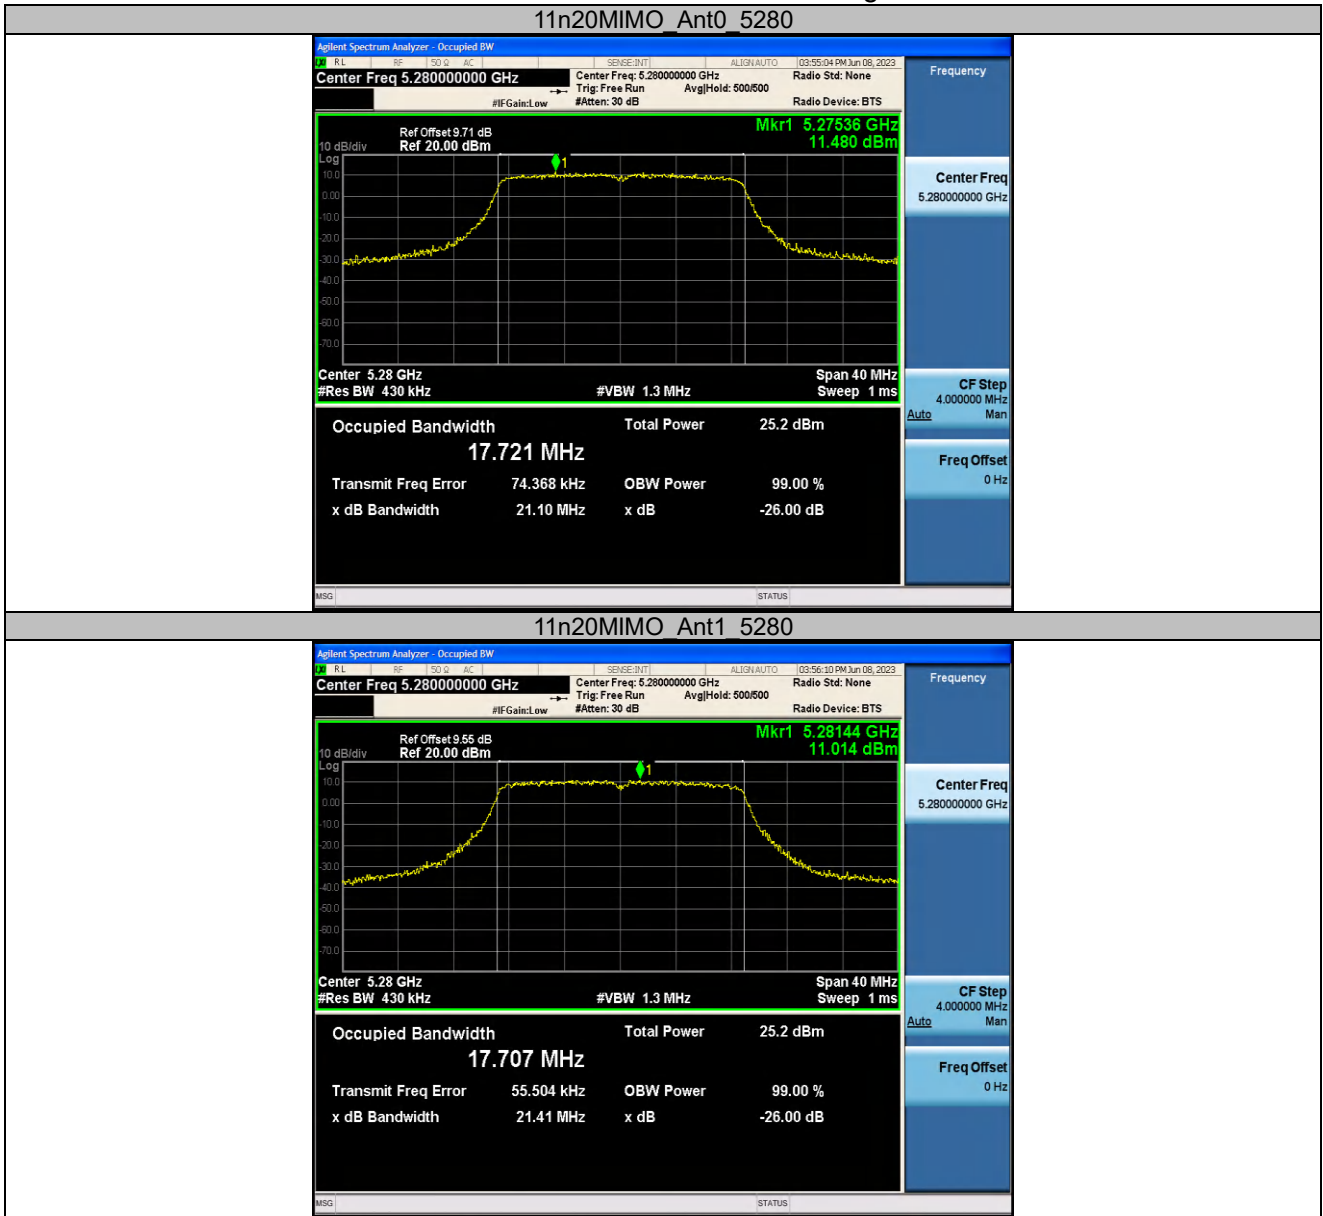 11n20MIMO_Ant0_5280
Agilent Spectrum Analyzer - Occupied BW
RL RF 50 Ω AC SENSE:INT ALIGNAUTO 03:55:04 PM Jun 08, 2023
Center Freq 5.280000000 GHz
Center Freq: 5.280000000 GHz Radio Std: None
Trig: Free Run Avg|Hold: 500/500
#IFGain:Low #Atten: 30 dB Radio Device: BTS
Frequency
Ref Offset 9.71 dB Mkr1 5.27536 GHz
10 dB/div Ref 20.00 dBm 11.480 dBm
Log
1
10.0
0.00
-10.0
-20.0
-30.0
-40.0
-50.0
-60.0
-70.0
Center Freq
5.280000000 GHz
Center 5.28 GHz Span 40 MHz
#Res BW 430 kHz #VBW 1.3 MHz Sweep 1 ms
CF Step
4.000000 MHz
Auto Man
Occupied Bandwidth Total Power 25.2 dBm
17.721 MHz
Transmit Freq Error 74.368 kHz OBW Power 99.00 %
x dB Bandwidth 21.10 MHz x dB -26.00 dB
Freq Offset
0 Hz
MSG STATUS
11n20MIMO_Ant1_5280
Agilent Spectrum Analyzer - Occupied BW
RL RF 50 Ω AC SENSE:INT ALIGNAUTO 03:56:10 PM Jun 08, 2023
Center Freq 5.280000000 GHz
Center Freq: 5.280000000 GHz Radio Std: None
Trig: Free Run Avg|Hold: 500/500
#IFGain:Low #Atten: 30 dB Radio Device: BTS
Frequency
Ref Offset 9.55 dB Mkr1 5.28144 GHz
10 dB/div Ref 20.00 dBm 11.014 dBm
Log
1
10.0
0.00
-10.0
-20.0
-30.0
-40.0
-50.0
-60.0
-70.0
Center Freq
5.280000000 GHz
Center 5.28 GHz Span 40 MHz
#Res BW 430 kHz #VBW 1.3 MHz Sweep 1 ms
CF Step
4.000000 MHz
Auto Man
Occupied Bandwidth Total Power 25.2 dBm
17.707 MHz
Transmit Freq Error 55.504 kHz OBW Power 99.00 %
x dB Bandwidth 21.41 MHz x dB -26.00 dB
Freq Offset
0 Hz
MSG STATUS